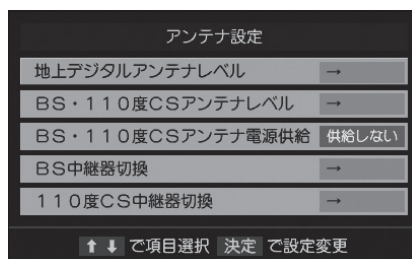 アンテナ設定
地上デジタルアンテナレベル →
BS・110度CSアンテナレベル →
BS・110度CSアンテナ電源供給 供給しない
BS中継器切換 →
110度CS中継器切換 →
↑ ↓ で項目選択 決定 で設定変更